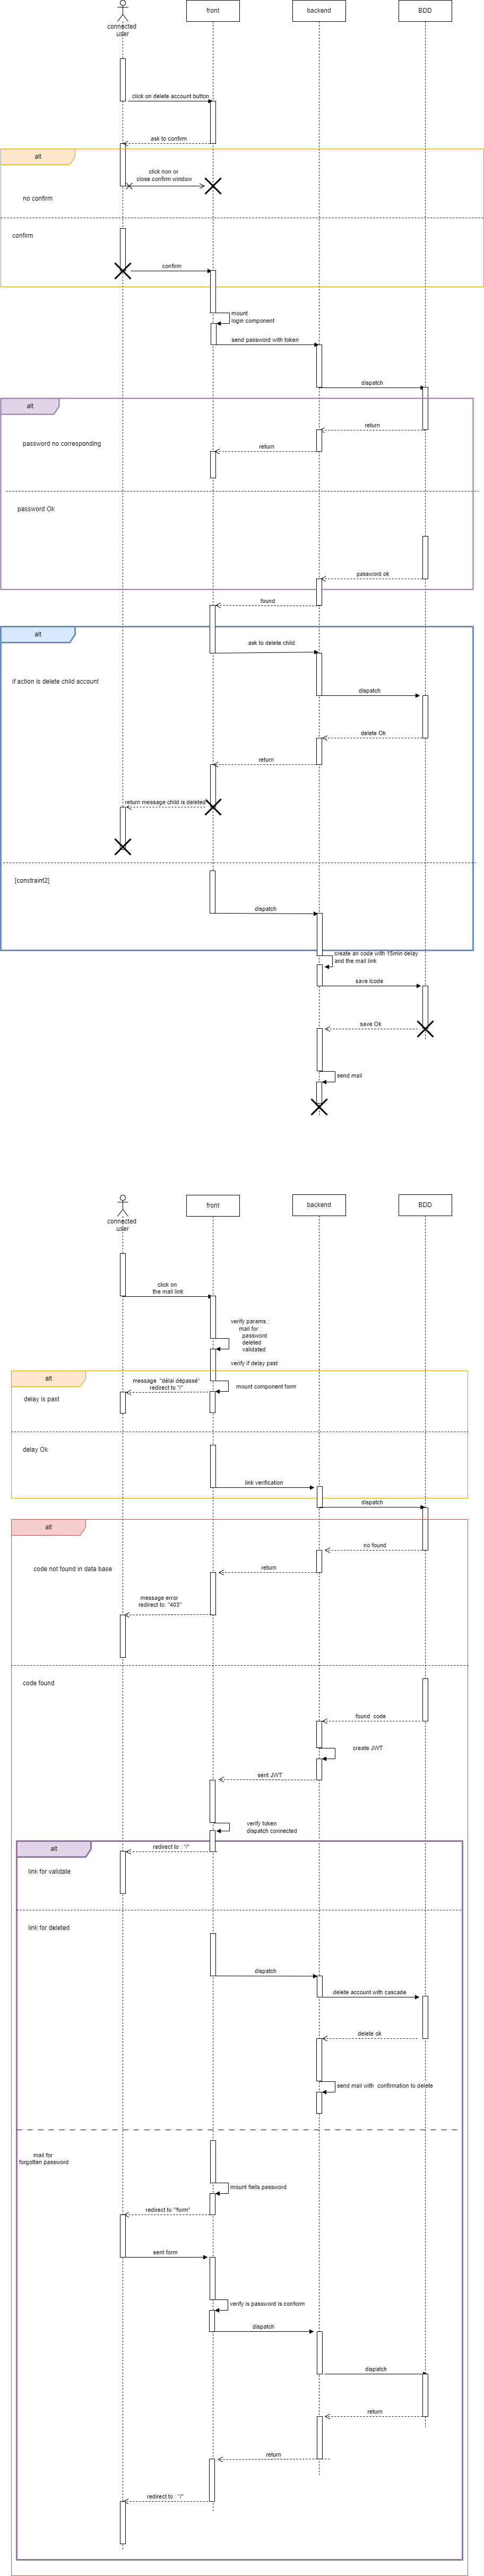 connected
user
front
backend
BDD
click on delete account button
ask to confirm
alt
click non or
close confirm window
no confirm
confirm
confirm
mount
login component
send password with token
dispatch
alt
return
password no corresponding
return
password Ok
password ok
found
alt
ask to delete child
if action is delete child account
dispatch
delete Ok
return
return message child is deleted
[constraint2]
dispatch
create an code with 15min delay
and the mail link
save lcode
save Ok
send mail
connected
user
front
backend
BDD
click on
the mail link
verify params :
mail for :
password
deleted
validated
verify if delay past
alt
message "délai dépassé"
redirect to "/"
mount component form
delay is past
delay Ok
link verification
dispatch
alt
no found
code not found in data base
return
message error
redirect to: "403"
code found
found code
create JWT
sent JWT
verify token
dispatch connected
alt
redirect to : "/"
link for validate
link for deleted
dispatch
delete account with cascade
delete ok
send mail with confirmation to delete
mail for
forgotten password
mount fiells password
redirect to "form"
sent form
verify is password is conform
dispatch
dispatch
return
return
redirect to : "/"